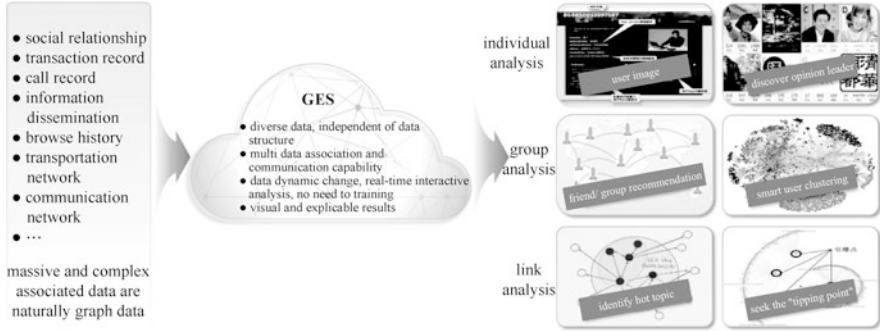 ● social relationship
● transaction record
● call record
● information
dissemination
● browse history
● transportation
network
● communication
network
● ...
massive and complex
associated data are
naturally graph data
GES
● diverse data, independent of data
structure
● multi data association and
communication capability
● data dynamic change, real-time interactive
analysis, no need to training
● visual and explicable results
individual
analysis
user image
discover opinion leader
C
D
group
analysis
friend/ group recommendation
smart user clustering
link
analysis
identify hot topic
seek the "tipping point"